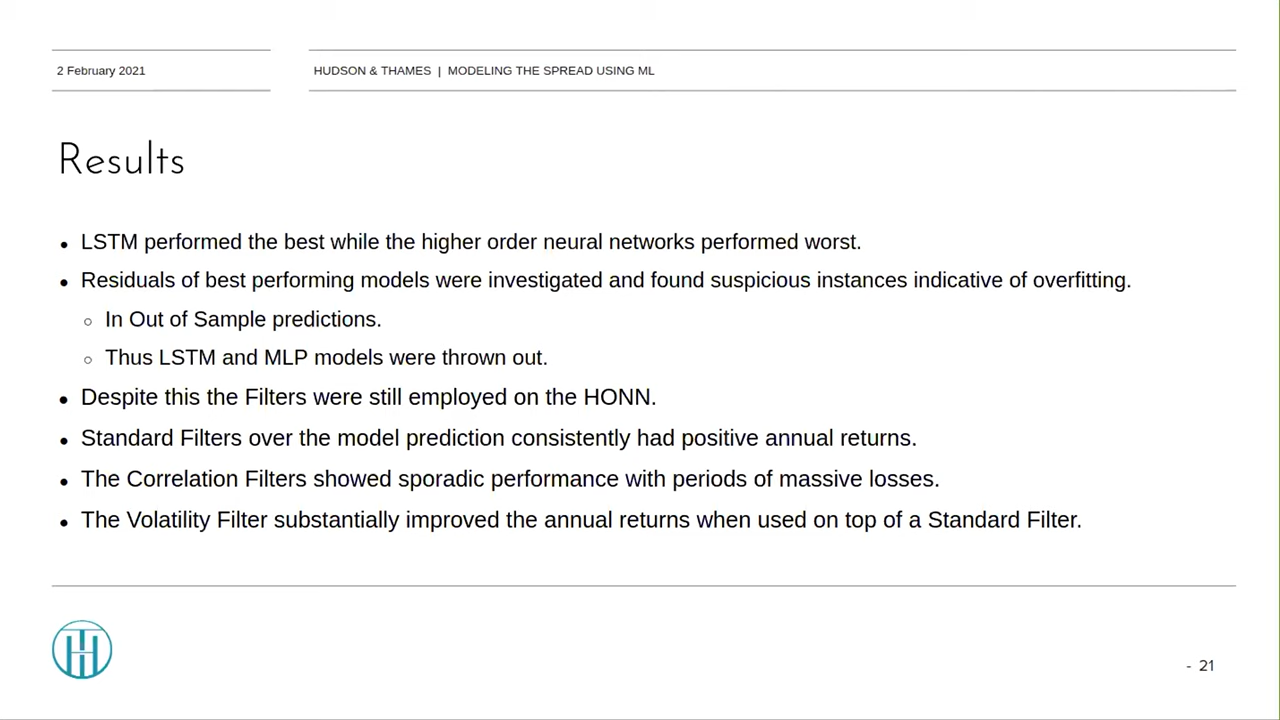 2 February 2021
HUDSON & THAMES | MODELING THE SPREAD USING ML
Results
● LSTM performed the best while the higher order neural networks performed worst.
● Residuals of best performing models were investigated and found suspicious instances indicative of overfitting.
○ In Out of Sample predictions.
○ Thus LSTM and MLP models were thrown out.
● Despite this the Filters were still employed on the HONN.
● Standard Filters over the model prediction consistently had positive annual returns.
● The Correlation Filters showed sporadic performance with periods of massive losses.
● The Volatility Filter substantially improved the annual returns when used on top of a Standard Filter.
- 21